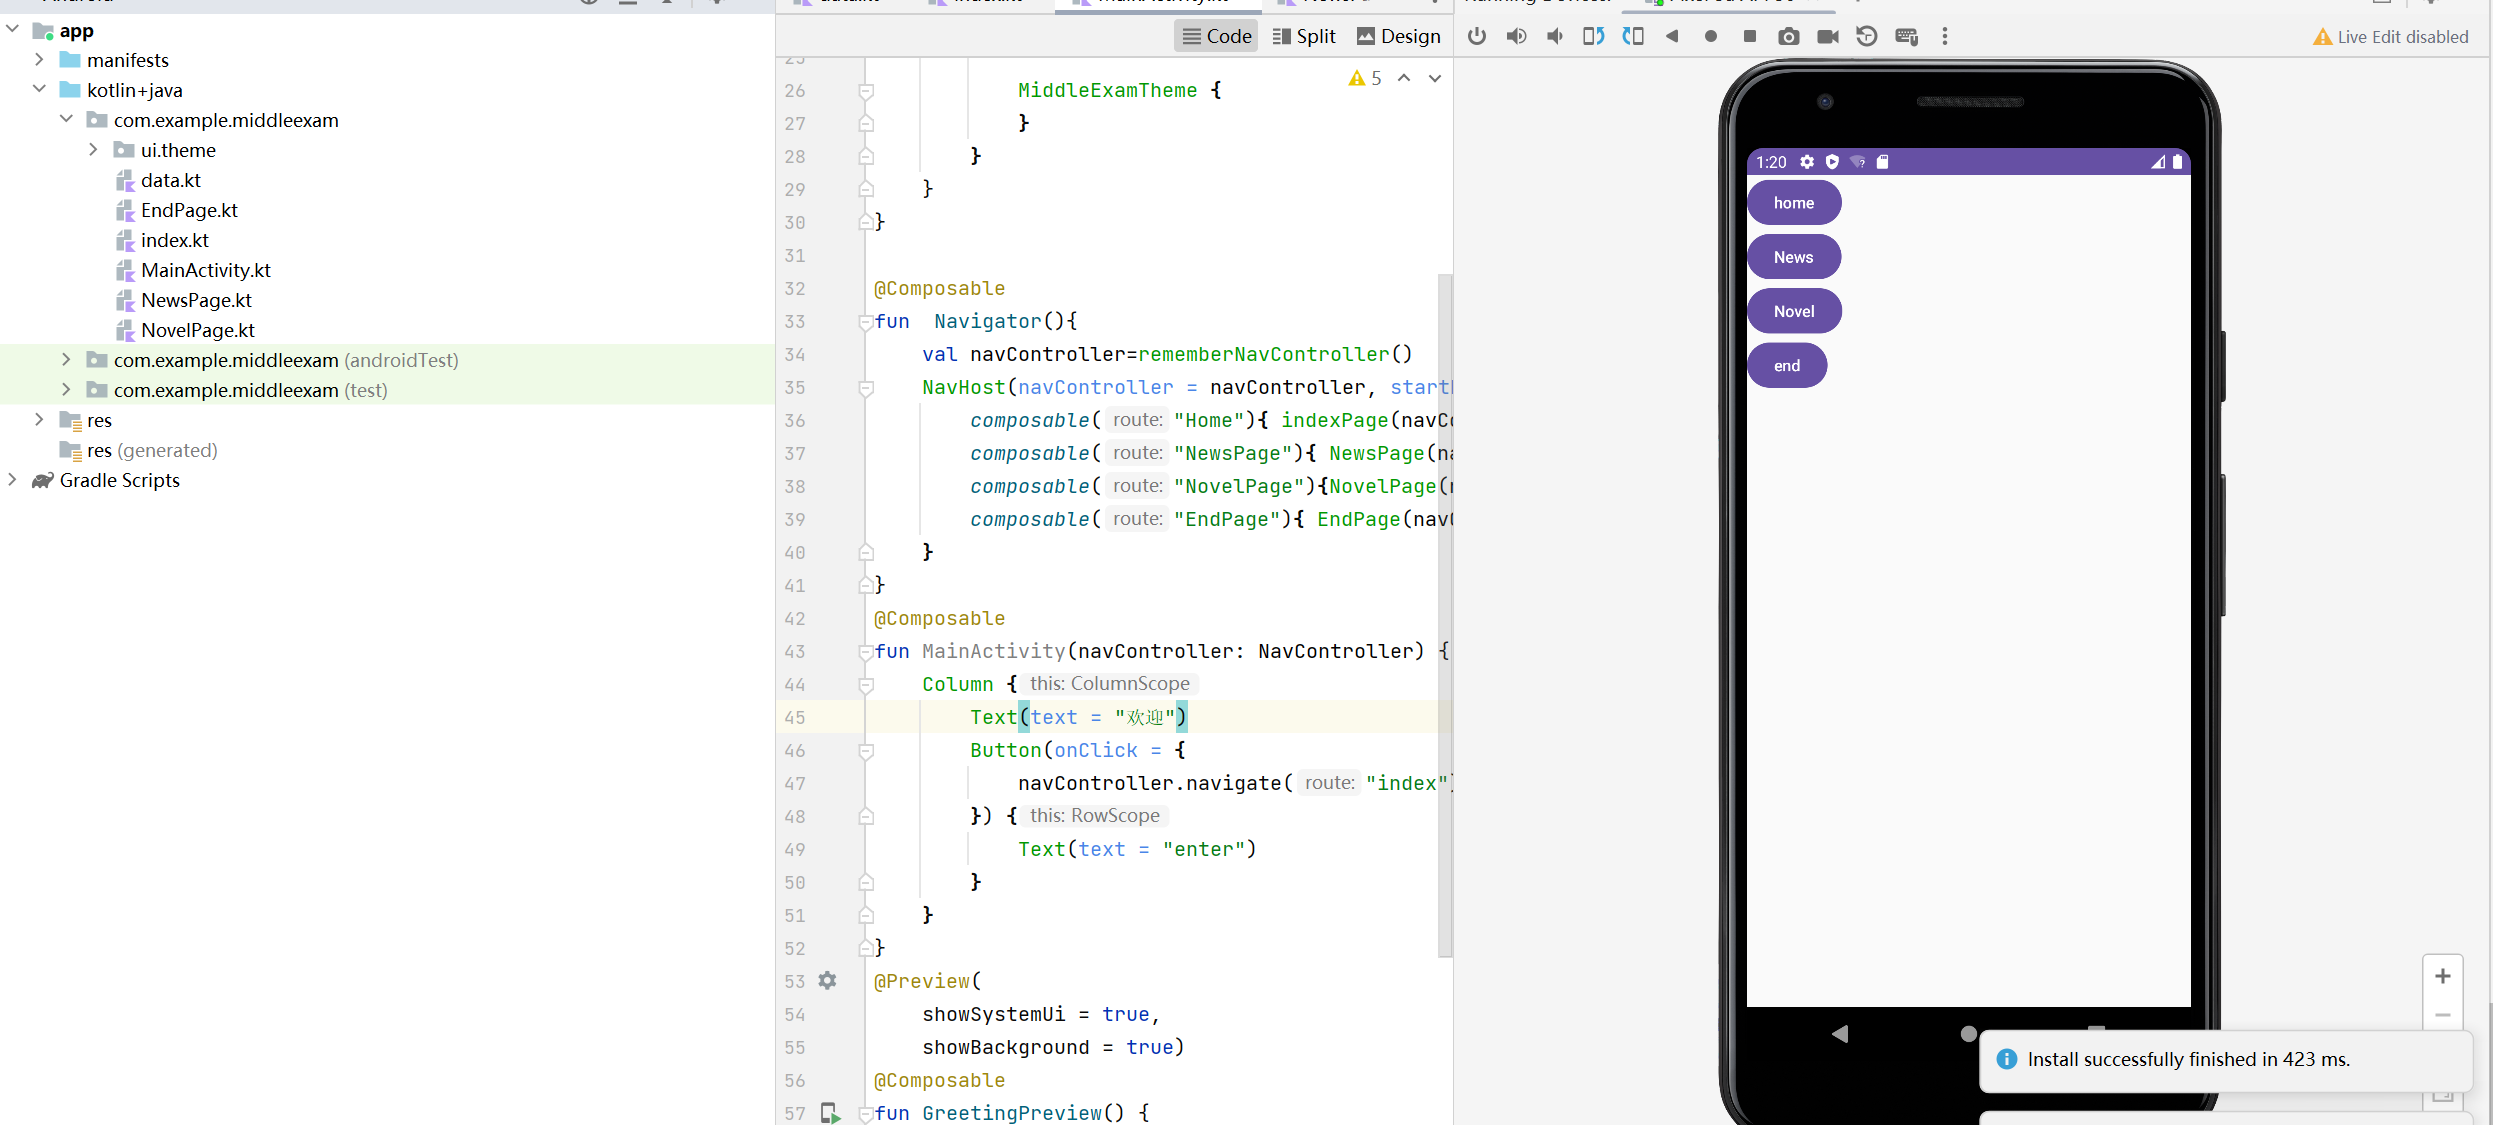 app
manifests
kotlin+java
com.example.middleexam
ui.theme
data.kt
EndPage.kt
index.kt
MainActivity.kt
NewsPage.kt
NovelPage.kt
com.example.middleexam (androidTest)
com.example.middleexam (test)
res
res (generated)
Gradle Scripts
Code
Split
Design
5
25
26 MiddleExamTheme {
27 }
28 }
29 }
30 }
31
32 @Composable
33 fun Navigator(){
34 val navController=rememberNavController()
35 NavHost(navController = navController, start
36 composable( route: "Home"){ indexPage(navCo
37 composable( route: "NewsPage"){ NewsPage(na
38 composable( route: "NovelPage"){NovelPage(n
39 composable( route: "EndPage"){ EndPage(navC
40 }
41 }
42 @Composable
43 fun MainActivity(navController: NavController) {
44 Column { this: ColumnScope
45 Text(text = "欢迎")
46 Button(onClick = {
47 navController.navigate( route: "index")
48 }) { this: RowScope
49 Text(text = "enter")
50 }
51 }
52 }
53 @Preview(
54 showSystemUi = true,
55 showBackground = true)
56 @Composable
57 fun GreetingPreview() {
Live Edit disabled
1:20
home
News
Novel
end
Install successfully finished in 423 ms.